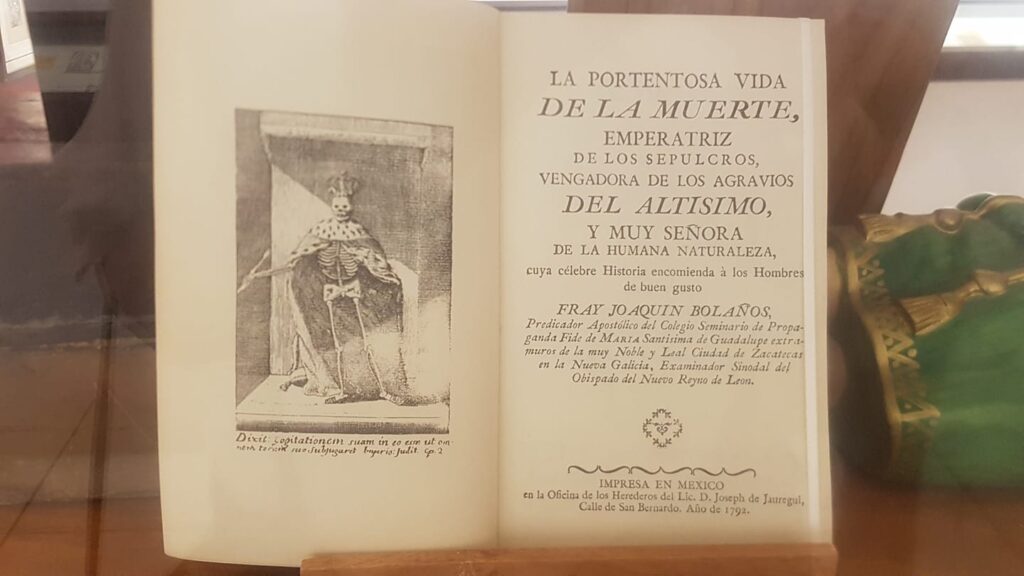 Dixit: cogitationem suam in eo esse ut om-
nem terram suo subjugaret Imperio: Judit Cp. 2
LA PORTENTOSA VIDA
DE LA MUERTE,
EMPERATRIZ
DE LOS SEPULCROS,
VENGADORA DE LOS AGRAVIOS
DEL ALTISIMO,
Y MUY SEÑORA
DE LA HUMANA NATURALEZA,
cuya célebre Historia encomienda à los Hombres
de buen gusto
FRAY JOAQUIN BOLAÑOS,
Predicador Apostólico del Colegio Seminario de Propa-
ganda Fide de MARIA Santísima de Guadalupe extra-
muros de la muy Noble y Leal Ciudad de Zacatecas
en la Nueva Galicia, Examinador Sinodal del
Obispado del Nuevo Reyno de Leon.
IMPRESA EN MEXICO
en la Oficina de los Herederos del Lic. D. Joseph de Jauregui,
Calle de San Bernardo. Año de 1792.